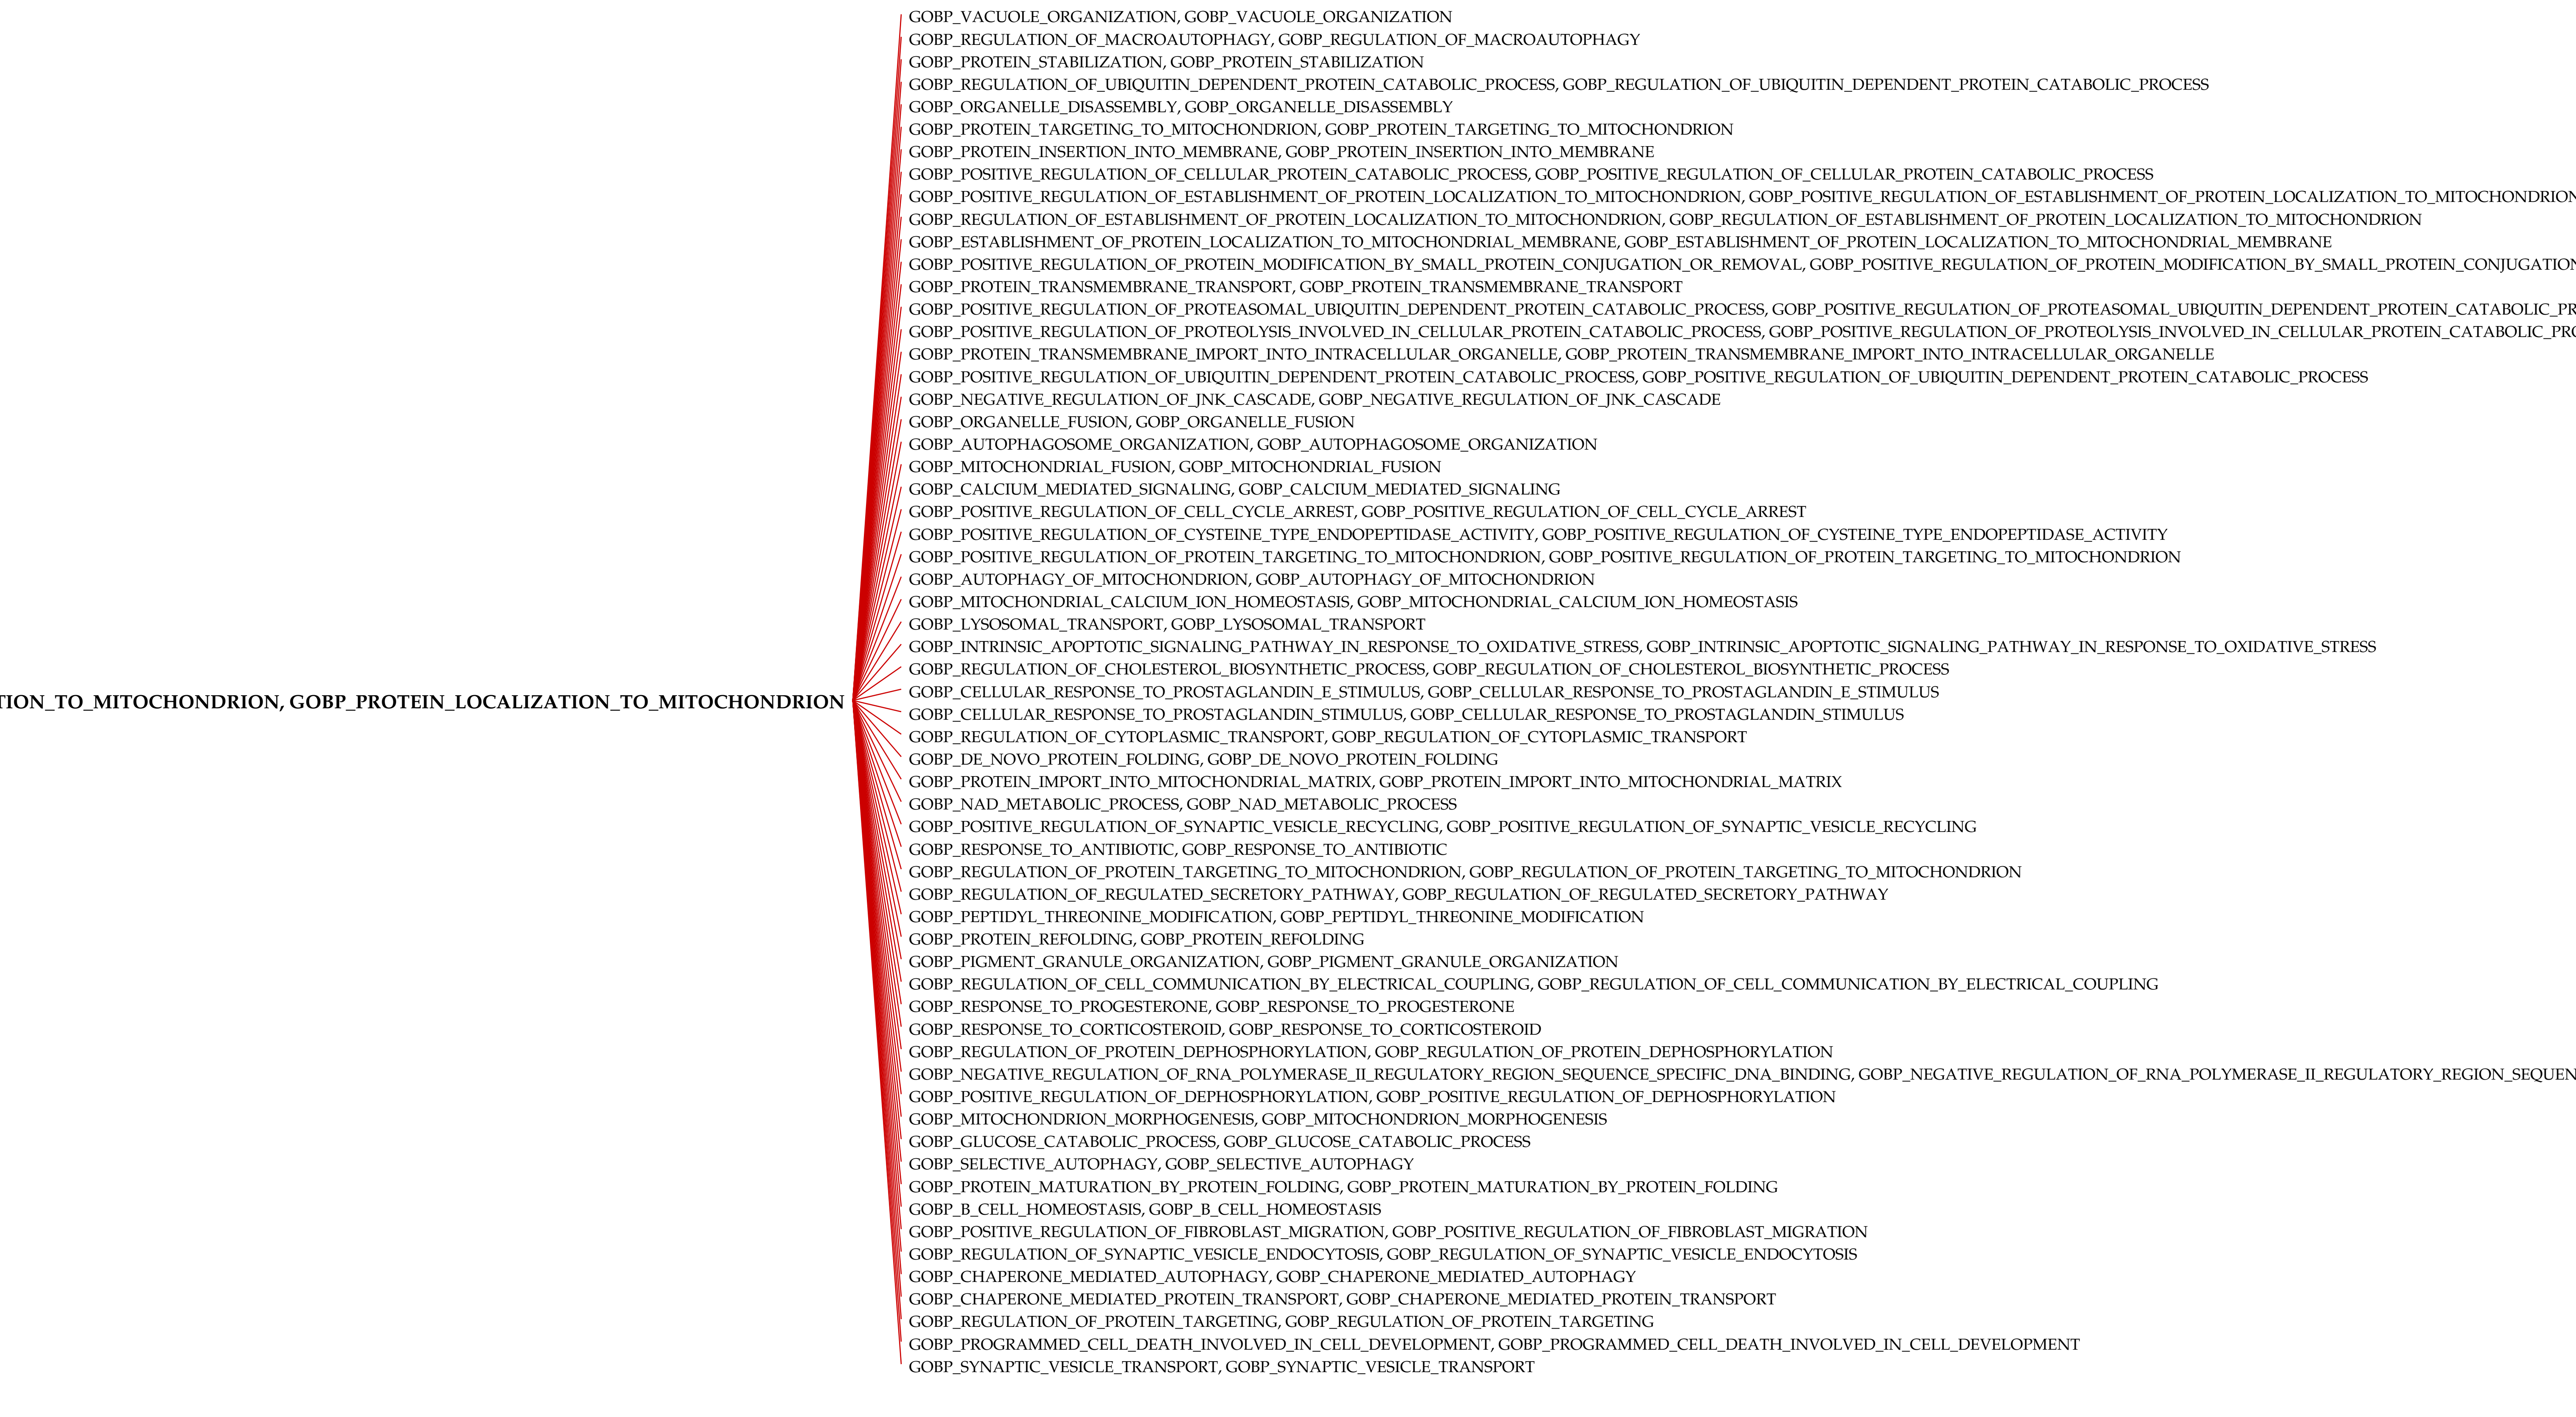 GOBP_VACUOLE_ORGANIZATION, GOBP_VACUOLE_ORGANIZATION
GOBP_REGULATION_OF_MACROAUTOPHAGY, GOBP_REGULATION_OF_MACROAUTOPHAGY
GOBP_PROTEIN_STABILIZATION, GOBP_PROTEIN_STABILIZATION
GOBP_REGULATION_OF_UBIQUITIN_DEPENDENT_PROTEIN_CATABOLIC_PROCESS, GOBP_REGULATION_OF_UBIQUITIN_DEPENDENT_PROTEIN_CATABOLIC_PROCESS
GOBP_ORGANELLE_DISASSEMBLY, GOBP_ORGANELLE_DISASSEMBLY
GOBP_PROTEIN_TARGETING_TO_MITOCHONDRION, GOBP_PROTEIN_TARGETING_TO_MITOCHONDRION
GOBP_PROTEIN_INSERTION_INTO_MEMBRANE, GOBP_PROTEIN_INSERTION_INTO_MEMBRANE
GOBP_POSITIVE_REGULATION_OF_CELLULAR_PROTEIN_CATABOLIC_PROCESS, GOBP_POSITIVE_REGULATION_OF_CELLULAR_PROTEIN_CATABOLIC_PROCESS
GOBP_POSITIVE_REGULATION_OF_ESTABLISHMENT_OF_PROTEIN_LOCALIZATION_TO_MITOCHONDRION, GOBP_POSITIVE_REGULATION_OF_ESTABLISHMENT_OF_PROTEIN_LOCALIZATION_TO_MITOCHONDRION
GOBP_REGULATION_OF_ESTABLISHMENT_OF_PROTEIN_LOCALIZATION_TO_MITOCHONDRION, GOBP_REGULATION_OF_ESTABLISHMENT_OF_PROTEIN_LOCALIZATION_TO_MITOCHONDRION
GOBP_ESTABLISHMENT_OF_PROTEIN_LOCALIZATION_TO_MITOCHONDRIAL_MEMBRANE, GOBP_ESTABLISHMENT_OF_PROTEIN_LOCALIZATION_TO_MITOCHONDRIAL_MEMBRANE
GOBP_POSITIVE_REGULATION_OF_PROTEIN_MODIFICATION_BY_SMALL_PROTEIN_CONJUGATION_OR_REMOVAL, GOBP_POSITIVE_REGULATION_OF_PROTEIN_MODIFICATION_BY_SMALL_PROTEIN_CONJUGATION
GOBP_PROTEIN_TRANSMEMBRANE_TRANSPORT, GOBP_PROTEIN_TRANSMEMBRANE_TRANSPORT
GOBP_POSITIVE_REGULATION_OF_PROTEASOMAL_UBIQUITIN_DEPENDENT_PROTEIN_CATABOLIC_PROCESS, GOBP_POSITIVE_REGULATION_OF_PROTEASOMAL_UBIQUITIN_DEPENDENT_PROTEIN_CATABOLIC_PR
GOBP_POSITIVE_REGULATION_OF_PROTEOLYSIS_INVOLVED_IN_CELLULAR_PROTEIN_CATABOLIC_PROCESS, GOBP_POSITIVE_REGULATION_OF_PROTEOLYSIS_INVOLVED_IN_CELLULAR_PROTEIN_CATABOLIC_PRO
GOBP_PROTEIN_TRANSMEMBRANE_IMPORT_INTO_INTRACELLULAR_ORGANELLE, GOBP_PROTEIN_TRANSMEMBRANE_IMPORT_INTO_INTRACELLULAR_ORGANELLE
GOBP_POSITIVE_REGULATION_OF_UBIQUITIN_DEPENDENT_PROTEIN_CATABOLIC_PROCESS, GOBP_POSITIVE_REGULATION_OF_UBIQUITIN_DEPENDENT_PROTEIN_CATABOLIC_PROCESS
GOBP_NEGATIVE_REGULATION_OF_JNK_CASCADE, GOBP_NEGATIVE_REGULATION_OF_JNK_CASCADE
GOBP_ORGANELLE_FUSION, GOBP_ORGANELLE_FUSION
GOBP_AUTOPHAGOSOME_ORGANIZATION, GOBP_AUTOPHAGOSOME_ORGANIZATION
GOBP_MITOCHONDRIAL_FUSION, GOBP_MITOCHONDRIAL_FUSION
GOBP_CALCIUM_MEDIATED_SIGNALING, GOBP_CALCIUM_MEDIATED_SIGNALING
GOBP_POSITIVE_REGULATION_OF_CELL_CYCLE_ARREST, GOBP_POSITIVE_REGULATION_OF_CELL_CYCLE_ARREST
GOBP_POSITIVE_REGULATION_OF_CYSTEINE_TYPE_ENDOPEPTIDASE_ACTIVITY, GOBP_POSITIVE_REGULATION_OF_CYSTEINE_TYPE_ENDOPEPTIDASE_ACTIVITY
GOBP_POSITIVE_REGULATION_OF_PROTEIN_TARGETING_TO_MITOCHONDRION, GOBP_POSITIVE_REGULATION_OF_PROTEIN_TARGETING_TO_MITOCHONDRION
GOBP_AUTOPHAGY_OF_MITOCHONDRION, GOBP_AUTOPHAGY_OF_MITOCHONDRION
GOBP_MITOCHONDRIAL_CALCIUM_ION_HOMEOSTASIS, GOBP_MITOCHONDRIAL_CALCIUM_ION_HOMEOSTASIS
GOBP_LYSOSOMAL_TRANSPORT, GOBP_LYSOSOMAL_TRANSPORT
GOBP_INTRINSIC_APOPTOTIC_SIGNALING_PATHWAY_IN_RESPONSE_TO_OXIDATIVE_STRESS, GOBP_INTRINSIC_APOPTOTIC_SIGNALING_PATHWAY_IN_RESPONSE_TO_OXIDATIVE_STRESS
GOBP_REGULATION_OF_CHOLESTEROL_BIOSYNTHETIC_PROCESS, GOBP_REGULATION_OF_CHOLESTEROL_BIOSYNTHETIC_PROCESS
GOBP_CELLULAR_RESPONSE_TO_PROSTAGLANDIN_E_STIMULUS, GOBP_CELLULAR_RESPONSE_TO_PROSTAGLANDIN_E_STIMULUS
TION_TO_MITOCHONDRION, GOBP_PROTEIN_LOCALIZATION_TO_MITOCHONDRION
GOBP_CELLULAR_RESPONSE_TO_PROSTAGLANDIN_STIMULUS, GOBP_CELLULAR_RESPONSE_TO_PROSTAGLANDIN_STIMULUS
GOBP_REGULATION_OF_CYTOPLASMIC_TRANSPORT, GOBP_REGULATION_OF_CYTOPLASMIC_TRANSPORT
GOBP_DE_NOVO_PROTEIN_FOLDING, GOBP_DE_NOVO_PROTEIN_FOLDING
GOBP_PROTEIN_IMPORT_INTO_MITOCHONDRIAL_MATRIX, GOBP_PROTEIN_IMPORT_INTO_MITOCHONDRIAL_MATRIX
GOBP_NAD_METABOLIC_PROCESS, GOBP_NAD_METABOLIC_PROCESS
GOBP_POSITIVE_REGULATION_OF_SYNAPTIC_VESICLE_RECYCLING, GOBP_POSITIVE_REGULATION_OF_SYNAPTIC_VESICLE_RECYCLING
GOBP_RESPONSE_TO_ANTIBIOTIC, GOBP_RESPONSE_TO_ANTIBIOTIC
GOBP_REGULATION_OF_PROTEIN_TARGETING_TO_MITOCHONDRION, GOBP_REGULATION_OF_PROTEIN_TARGETING_TO_MITOCHONDRION
GOBP_REGULATION_OF_REGULATED_SECRETORY_PATHWAY, GOBP_REGULATION_OF_REGULATED_SECRETORY_PATHWAY
GOBP_PEPTIDYL_THREONINE_MODIFICATION, GOBP_PEPTIDYL_THREONINE_MODIFICATION
GOBP_PROTEIN_REFOLDING, GOBP_PROTEIN_REFOLDING
GOBP_PIGMENT_GRANULE_ORGANIZATION, GOBP_PIGMENT_GRANULE_ORGANIZATION
GOBP_REGULATION_OF_CELL_COMMUNICATION_BY_ELECTRICAL_COUPLING, GOBP_REGULATION_OF_CELL_COMMUNICATION_BY_ELECTRICAL_COUPLING
GOBP_RESPONSE_TO_PROGESTERONE, GOBP_RESPONSE_TO_PROGESTERONE
GOBP_RESPONSE_TO_CORTICOSTEROID, GOBP_RESPONSE_TO_CORTICOSTEROID
GOBP_REGULATION_OF_PROTEIN_DEPHOSPHORYLATION, GOBP_REGULATION_OF_PROTEIN_DEPHOSPHORYLATION
GOBP_NEGATIVE_REGULATION_OF_RNA_POLYMERASE_II_REGULATORY_REGION_SEQUENCE_SPECIFIC_DNA_BINDING, GOBP_NEGATIVE_REGULATION_OF_RNA_POLYMERASE_II_REGULATORY_REGION_SEQUEN
GOBP_POSITIVE_REGULATION_OF_DEPHOSPHORYLATION, GOBP_POSITIVE_REGULATION_OF_DEPHOSPHORYLATION
GOBP_MITOCHONDRION_MORPHOGENESIS, GOBP_MITOCHONDRION_MORPHOGENESIS
GOBP_GLUCOSE_CATABOLIC_PROCESS, GOBP_GLUCOSE_CATABOLIC_PROCESS
GOBP_SELECTIVE_AUTOPHAGY, GOBP_SELECTIVE_AUTOPHAGY
GOBP_PROTEIN_MATURATION_BY_PROTEIN_FOLDING, GOBP_PROTEIN_MATURATION_BY_PROTEIN_FOLDING
GOBP_B_CELL_HOMEOSTASIS, GOBP_B_CELL_HOMEOSTASIS
GOBP_POSITIVE_REGULATION_OF_FIBROBLAST_MIGRATION, GOBP_POSITIVE_REGULATION_OF_FIBROBLAST_MIGRATION
GOBP_REGULATION_OF_SYNAPTIC_VESICLE_ENDOCYTOSIS, GOBP_REGULATION_OF_SYNAPTIC_VESICLE_ENDOCYTOSIS
GOBP_CHAPERONE_MEDIATED_AUTOPHAGY, GOBP_CHAPERONE_MEDIATED_AUTOPHAGY
GOBP_CHAPERONE_MEDIATED_PROTEIN_TRANSPORT, GOBP_CHAPERONE_MEDIATED_PROTEIN_TRANSPORT
GOBP_REGULATION_OF_PROTEIN_TARGETING, GOBP_REGULATION_OF_PROTEIN_TARGETING
GOBP_PROGRAMMED_CELL_DEATH_INVOLVED_IN_CELL_DEVELOPMENT, GOBP_PROGRAMMED_CELL_DEATH_INVOLVED_IN_CELL_DEVELOPMENT
GOBP_SYNAPTIC_VESICLE_TRANSPORT, GOBP_SYNAPTIC_VESICLE_TRANSPORT